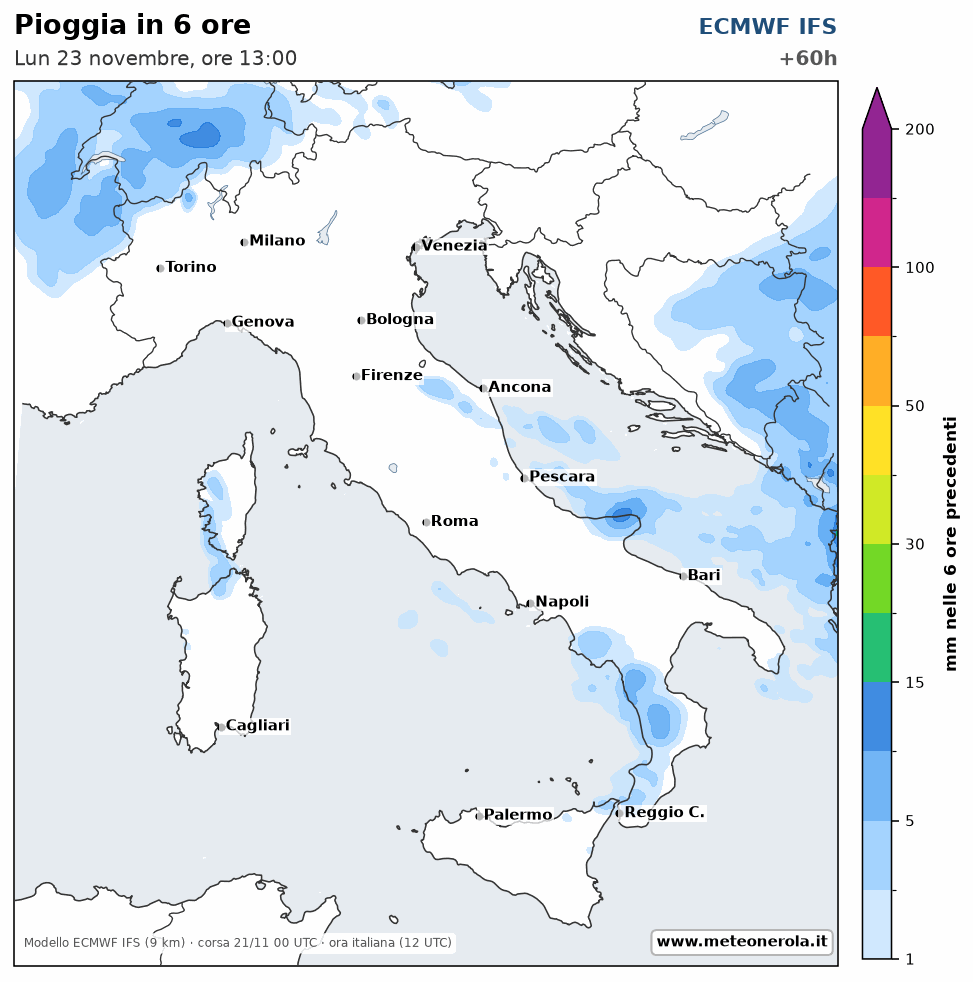 Pioggia in 6 ore
ECMWF IFS
Lun 23 novembre, ore 13:00
+60h
Milano
Torino
Venezia
Genova
Bologna
Firenze
Ancona
Pescara
Roma
Bari
Napoli
Cagliari
Palermo
Reggio C.
200
100
50
30
15
5
1
mm nelle 6 ore precedenti
Modello ECMWF IFS (9 km) · corsa 21/11 00 UTC · ora italiana (12 UTC)
www.meteonerola.it